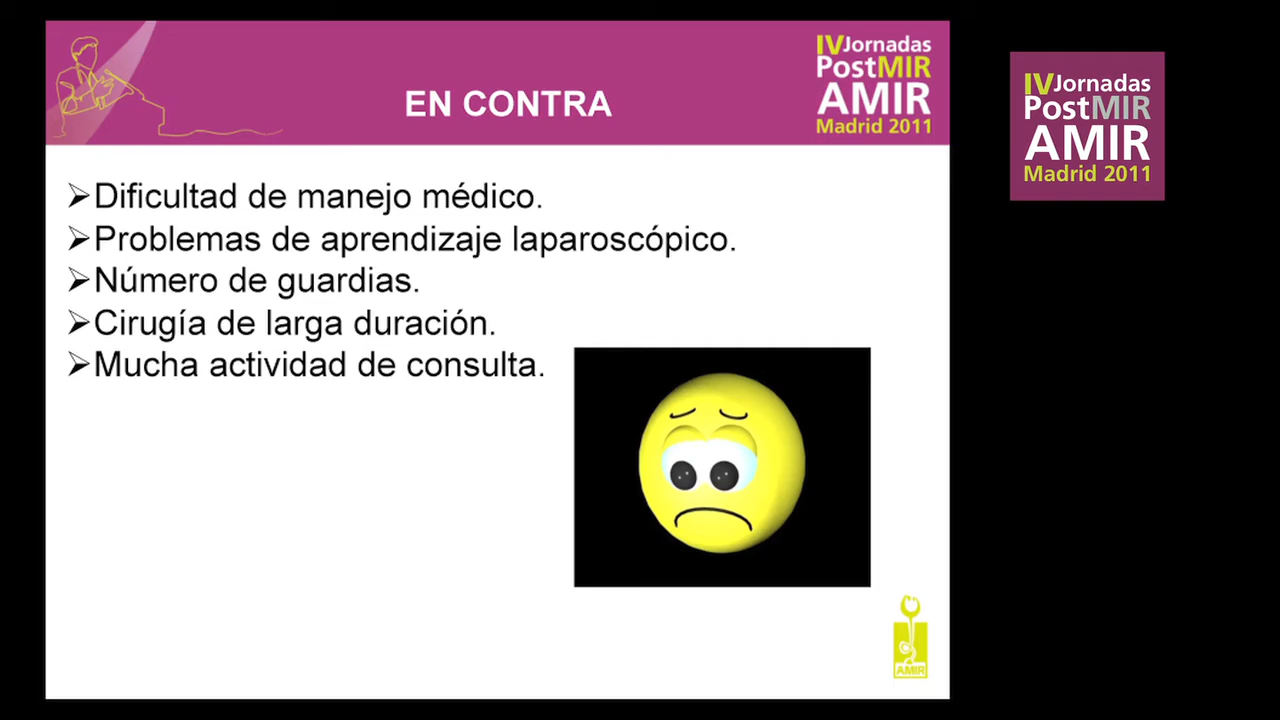 EN CONTRA
IVJornadas
PostMIR
AMIR
Madrid 2011
➢Dificultad de manejo médico.
➢Problemas de aprendizaje laparoscópico.
➢Número de guardias.
➢Cirugía de larga duración.
➢Mucha actividad de consulta.
AMIR
IVJornadas
PostMIR
AMIR
Madrid 2011